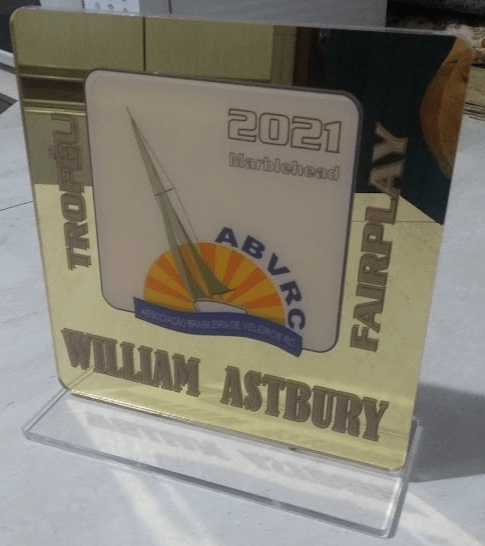 2021
Marblehead
TROFÉU
FAIRPLAY
ABVRC
ASSOCIAÇÃO BRASILEIRA DE VELEIROS RC
WILLIAM ASTBURY